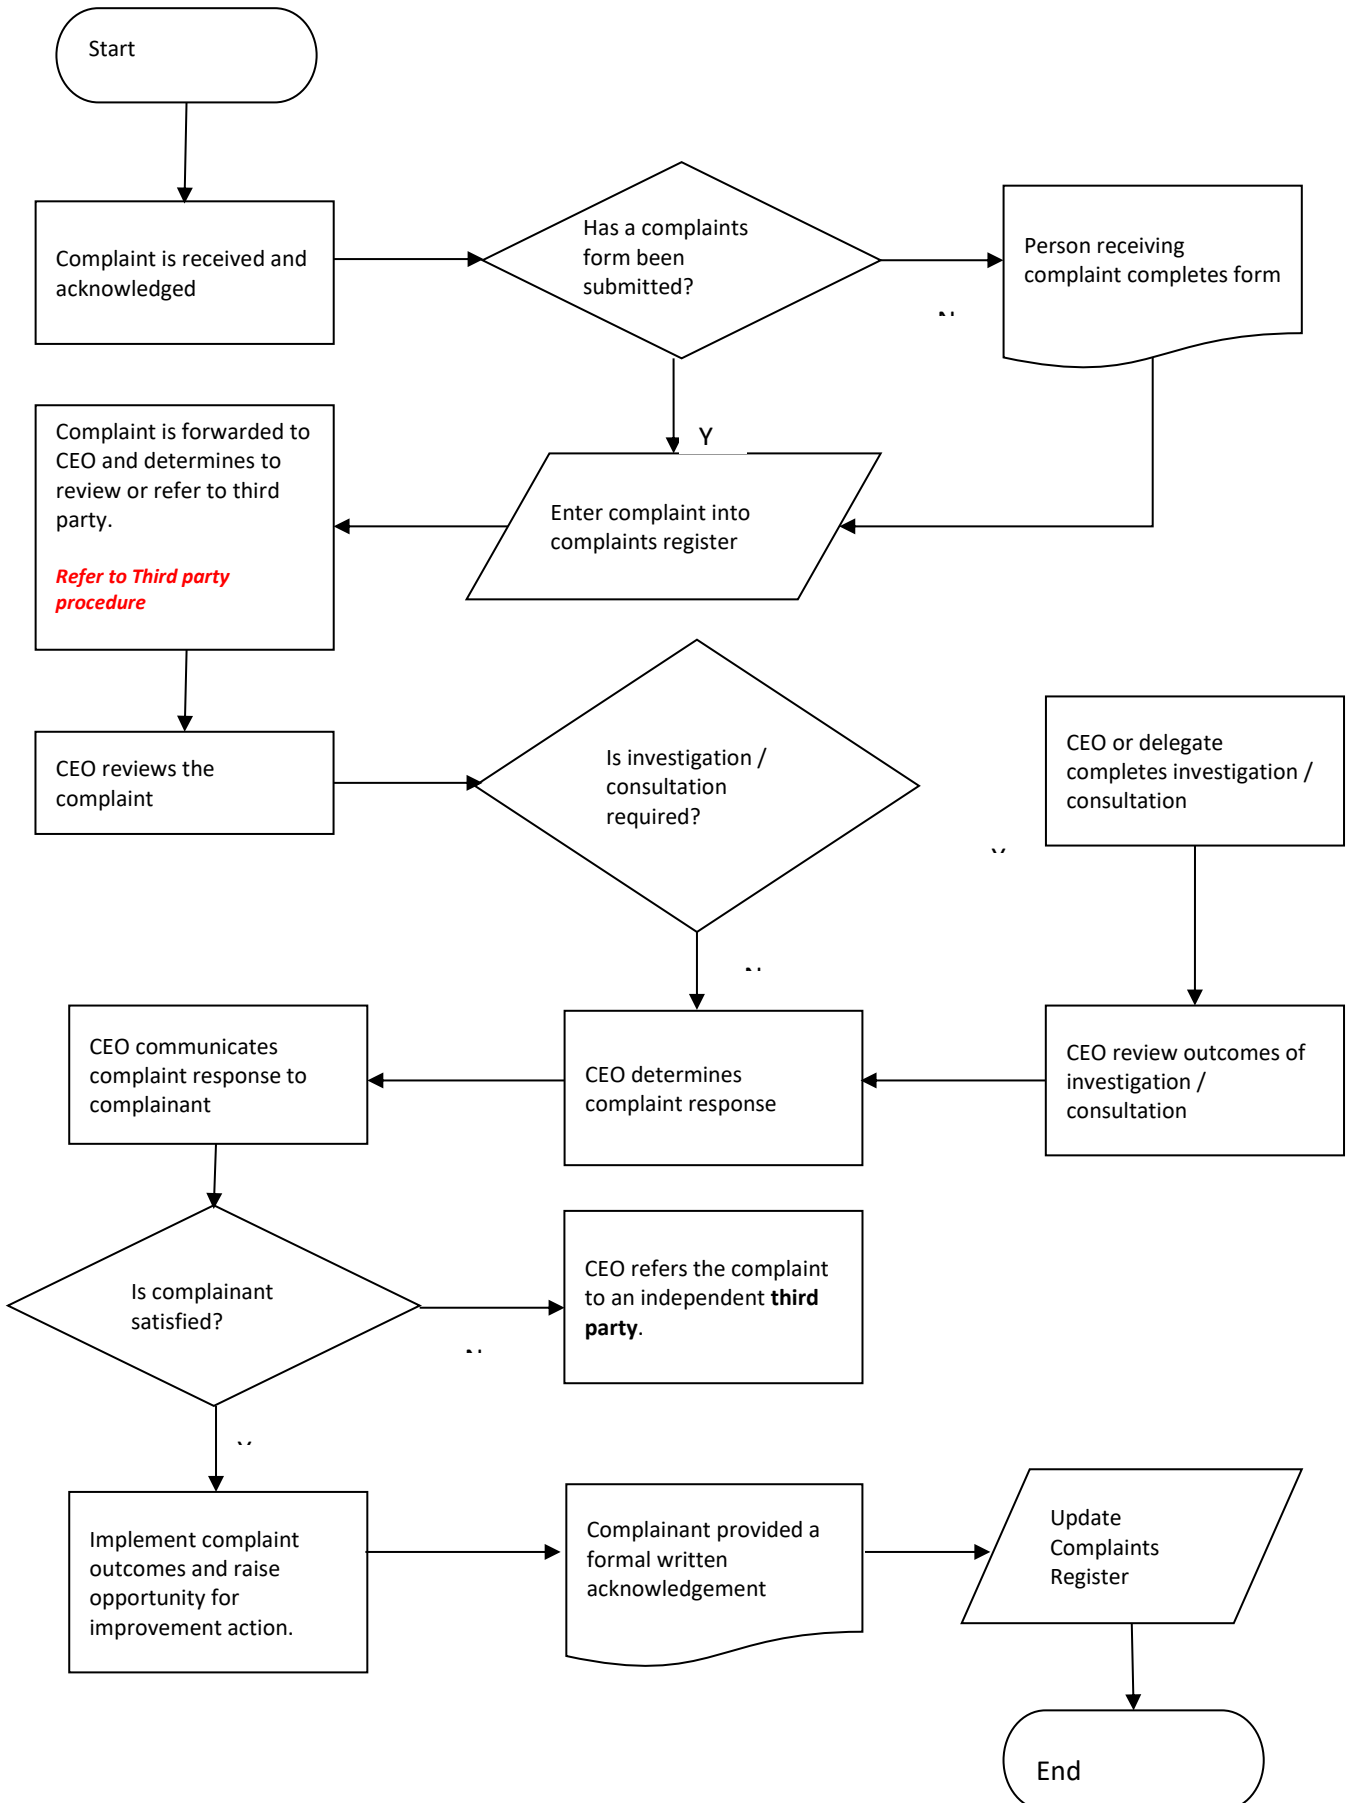 Start
Has a complaints
form been
submitted?
Person receiving
complaint completes form
Complaint is received and
acknowledged
Complaint is forwarded to
CEO and determines to
review or refer to third
party.
Refer to Third party
procedure
Y
Enter complaint into
complaints register
CEO reviews the
complaint
Is investigation /
consultation
required?
CEO or delegate
completes investigation /
consultation
CEO communicates
complaint response to
complainant
CEO determines
complaint response
CEO review outcomes of
investigation /
consultation
Is complainant
satisfied?
CEO refers the complaint
to an independent third
party.
Implement complaint
outcomes and raise
opportunity for
improvement action.
Complainant provided a
formal written
acknowledgement
Update
Complaints
Register
End